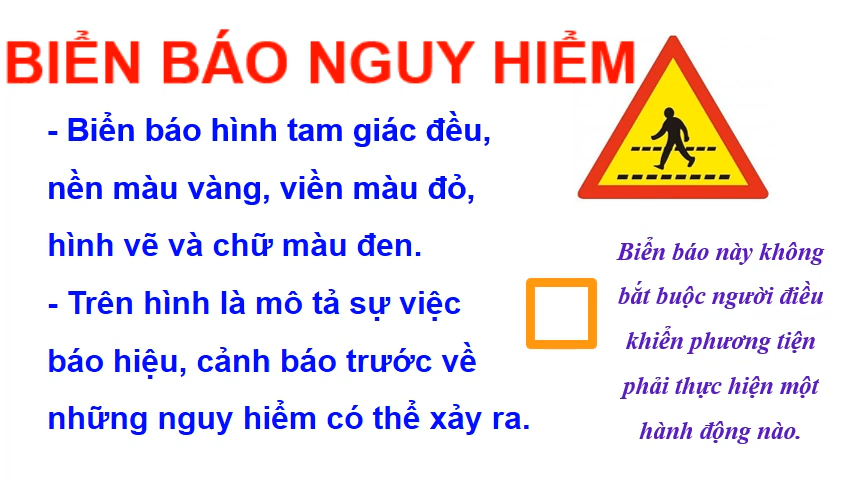 BIỂN BÁO NGUY HIỂM
- Biển báo hình tam giác đều,
nền màu vàng, viền màu đỏ,
hình vẽ và chữ màu đen.
- Trên hình là mô tả sự việc
báo hiệu, cảnh báo trước về
những nguy hiểm có thể xảy ra.
Biển báo này không
bắt buộc người điều
khiển phương tiện
phải thực hiện một
hành động nào.